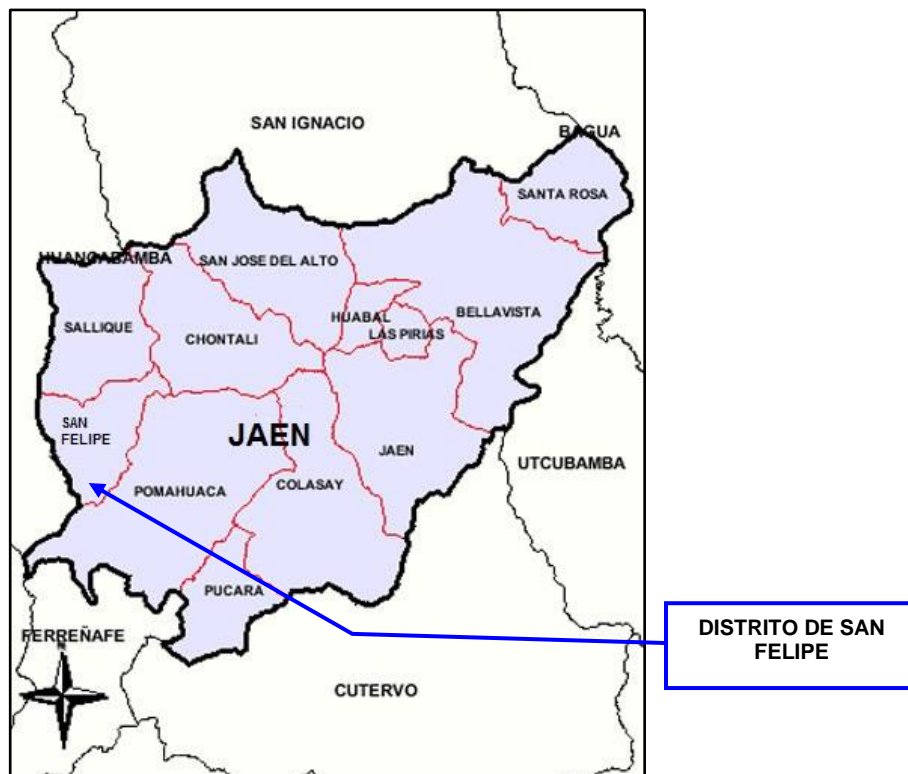 SAN IGNACIO
BAGUA
SANTA ROSA
HUANCABAMBA
SAN JOSE DEL ALTO
SALLIQUE
CHONTALI
HUABAL
LAS PIRIAS
BELLAVISTA
SAN
FELIPE
JAEN
JAEN
UTCUBAMBA
POMAHUACA
COLASAY
PUCARA
FERREÑAFE
N
CUTERVO
DISTRITO DE SAN
FELIPE